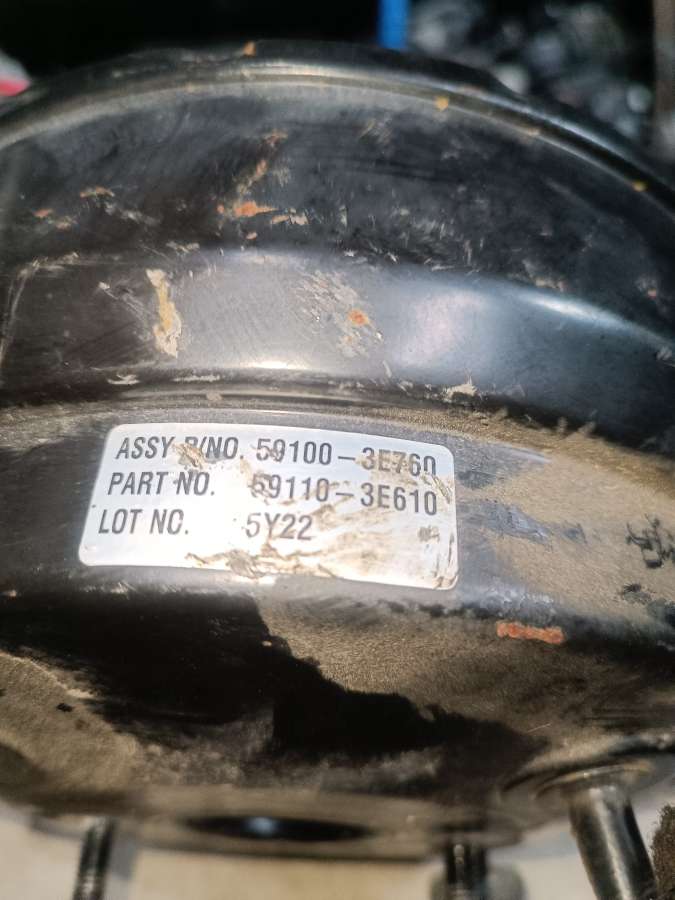 ASSY P/NO. 59100-3E760
PART NO. 59110-3E610
LOT NO. 5Y22